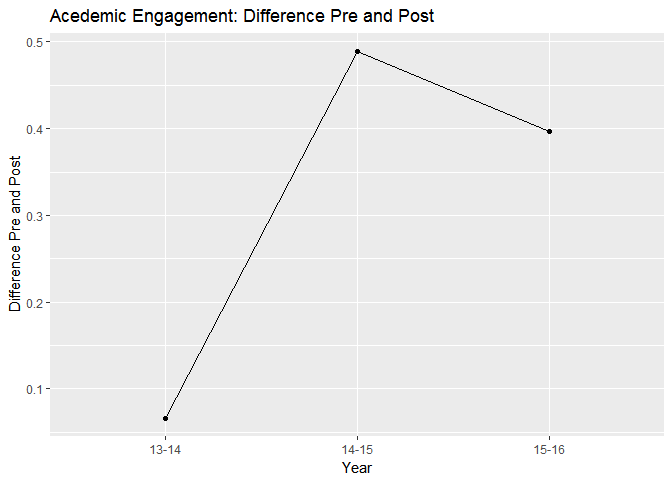 Acedemic Engagement: Difference Pre and Post
0.5
0.4
0.3
0.2
0.1
Difference Pre and Post
13-14 14-15 15-16
Year